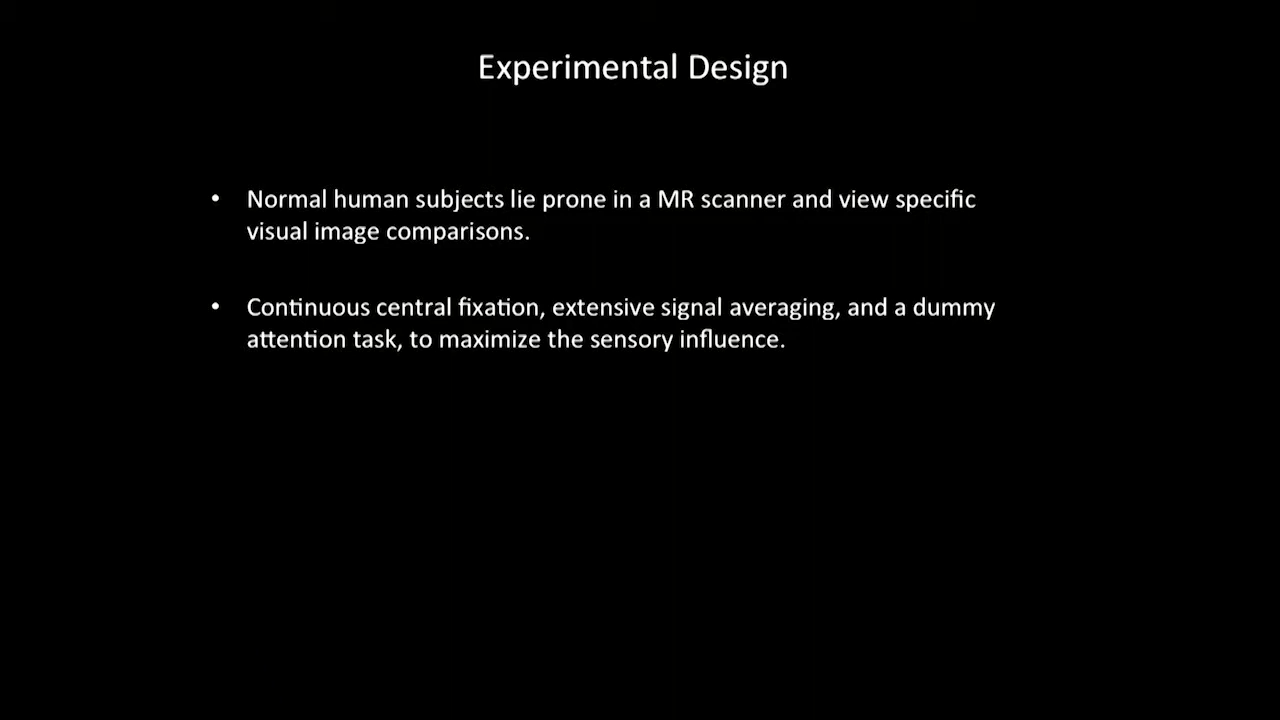 Experimental Design
• Normal human subjects lie prone in a MR scanner and view specific
visual image comparisons.
• Continuous central fixation, extensive signal averaging, and a dummy
attention task, to maximize the sensory influence.